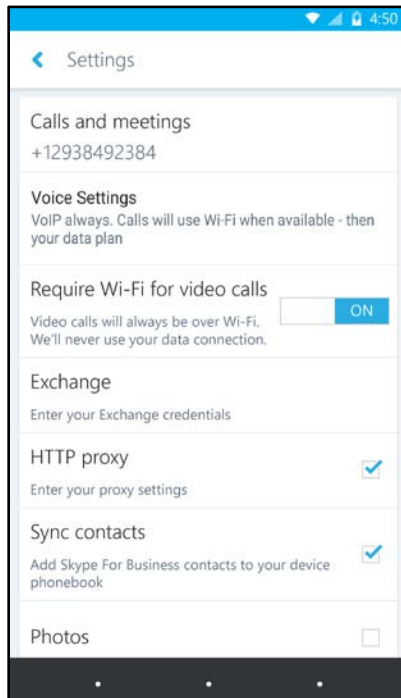 4:50
Settings
Calls and meetings
+12938492384
Voice Settings
VoIP always. Calls will use Wi-Fi when available - then
your data plan
Require Wi-Fi for video calls
ON
Video calls will always be over Wi-Fi.
We'll never use your data connection.
Exchange
Enter your Exchange credentials
HTTP proxy
Enter your proxy settings
Sync contacts
Add Skype For Business contacts to your device
phonebook
Photos